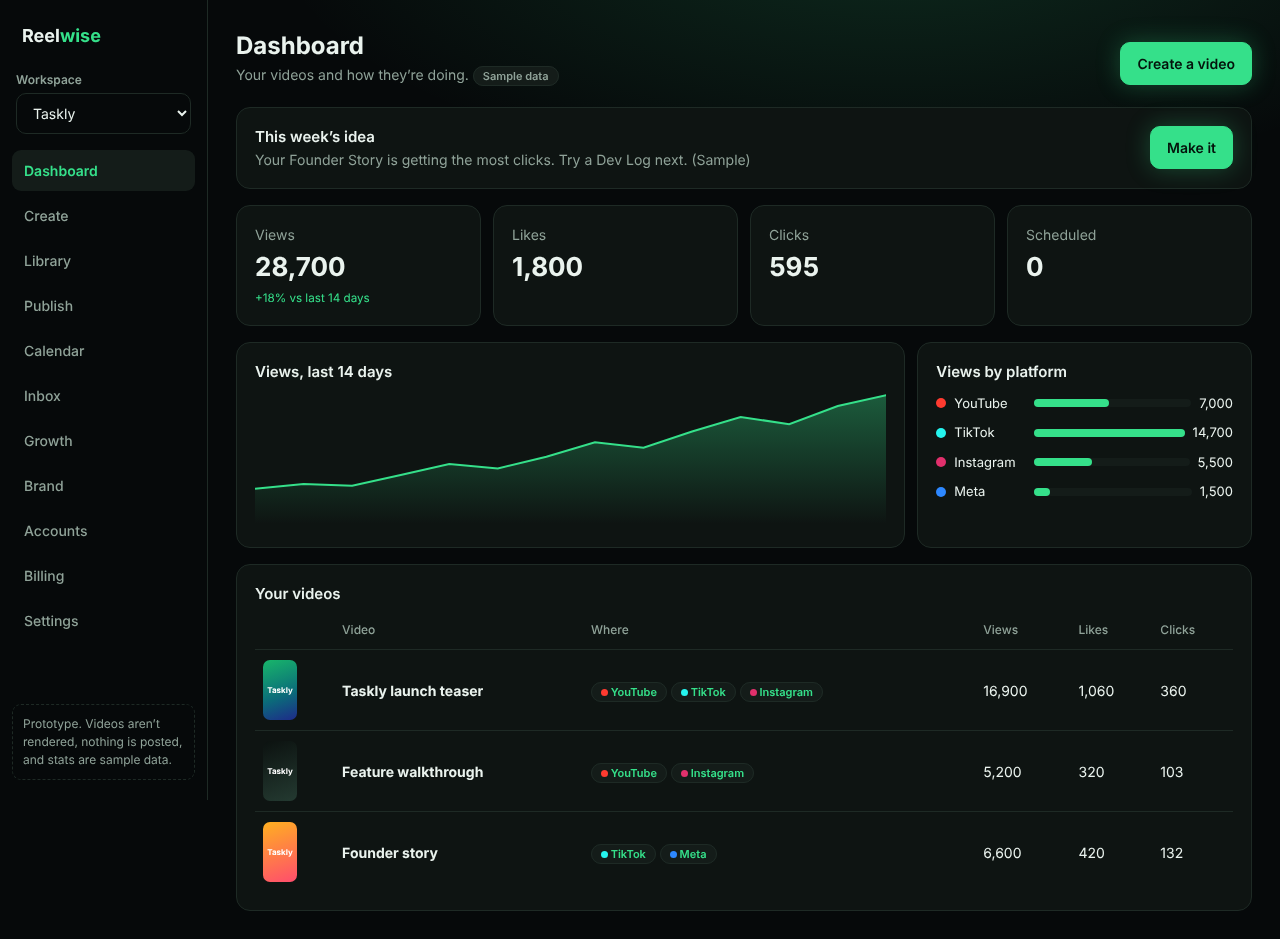 Reelwise
Workspace
Taskly
Dashboard
Create
Library
Publish
Calendar
Inbox
Growth
Brand
Accounts
Billing
Settings
Prototype. Videos aren’t
rendered, nothing is posted,
and stats are sample data.
Dashboard
Your videos and how they’re doing. Sample data
Create a video
This week’s idea
Your Founder Story is getting the most clicks. Try a Dev Log next. (Sample)
Make it
Views
28,700
+18% vs last 14 days
Likes
1,800
Clicks
595
Scheduled
0
Views, last 14 days
Views by platform
YouTube 7,000
TikTok 14,700
Instagram 5,500
Meta 1,500
Your videos
Video Where Views Likes Clicks
Taskly Taskly launch teaser YouTube TikTok Instagram 16,900 1,060 360
Taskly Feature walkthrough YouTube Instagram 5,200 320 103
Taskly Founder story TikTok Meta 6,600 420 132